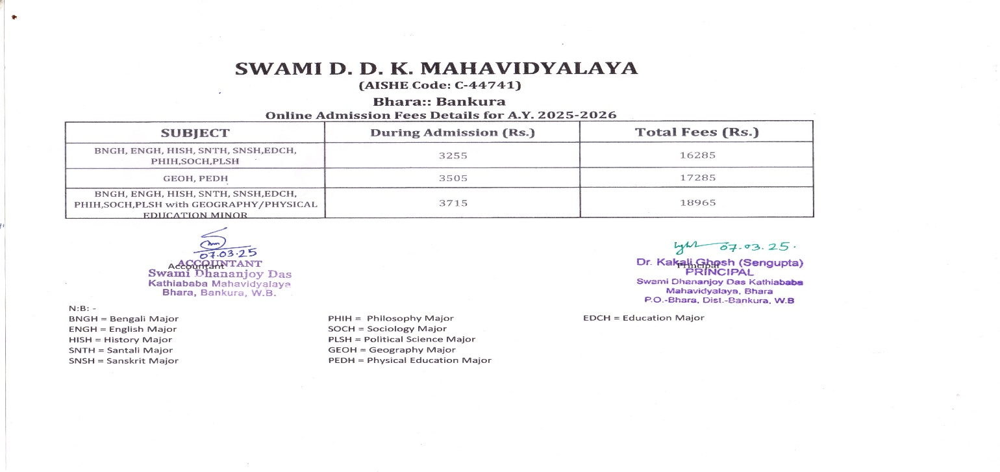 SWAMI D. D. K. MAHAVIDYALAYA
(AISHE Code: C-44741)
Bhara:: Bankura
Online Admission Fees Details for A.Y. 2025-2026
SUBJECT During Admission (Rs.) Total Fees (Rs.)
BNGH, ENGH, HISH, SNTH, SNSH,EDCH,
PHIH,SOCH,PLSH
3255 16285
GEOH, PEDH 3505 17285
BNGH, ENGH, HISH, SNTH, SNSH,EDCH,
PHIH,SOCH,PLSH with GEOGRAPHY/PHYSICAL
EDUCATION MINOR
3715 18965
07.03.25
ACCOUNTANT
Accountant
Swami Dhananjoy Das
Kathiababa Mahavidyalaya
Bhara, Bankura, W.B.
07.03.25.
Dr. Kakali Ghosh (Sengupta)
Principal
PRINCIPAL
Swami Dhananjoy Das Kathiababa
Mahavidyalaya, Bhara
P.O.-Bhara, Dist.-Bankura, W.B
N:B: -
BNGH = Bengali Major
ENGH = English Major
HISH = History Major
SNTH = Santali Major
SNSH = Sanskrit Major
PHIH = Philosophy Major
SOCH = Sociology Major
PLSH = Political Science Major
GEOH = Geography Major
PEDH = Physical Education Major
EDCH = Education Major